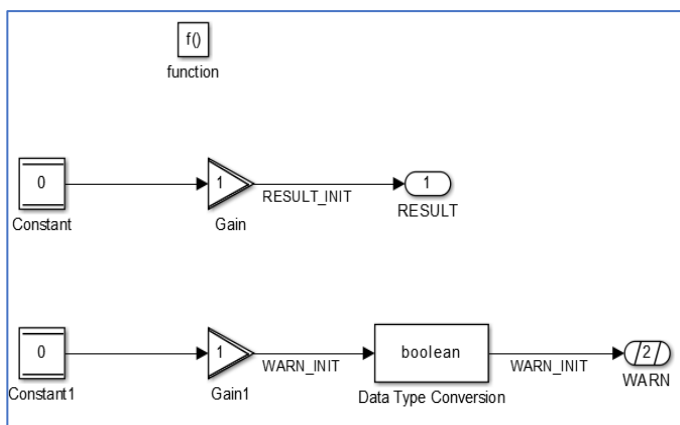 f()
function
0
1
RESULT_INIT
1
Constant
Gain
RESULT
0
1
WARN_INIT
boolean
WARN_INIT
2
Constant1
Gain1
Data Type Conversion
WARN